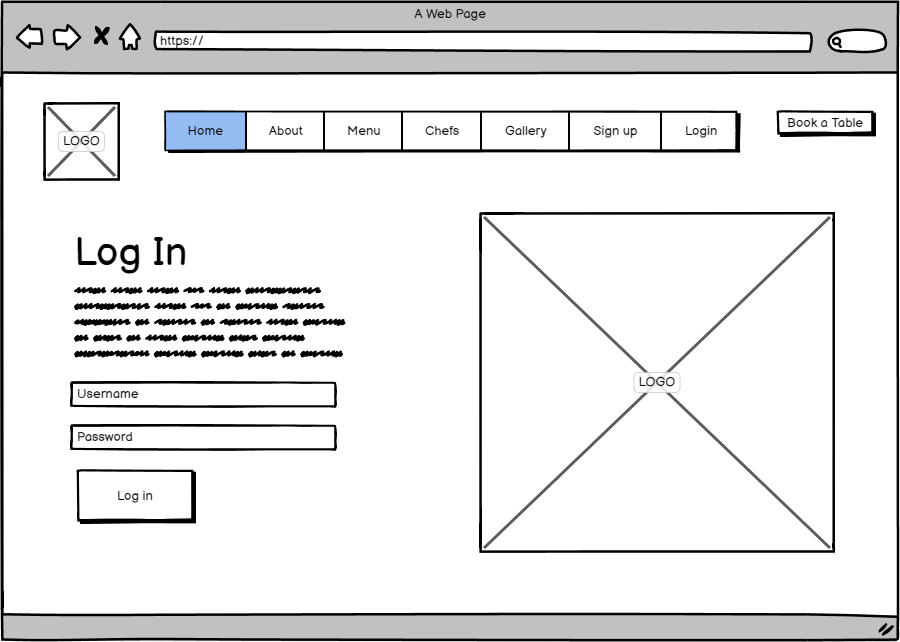 A Web Page
https://
LOGO
Home About Menu Chefs Gallery Sign up Login
Book a Table
Log In
Username
Password
Log in
LOGO